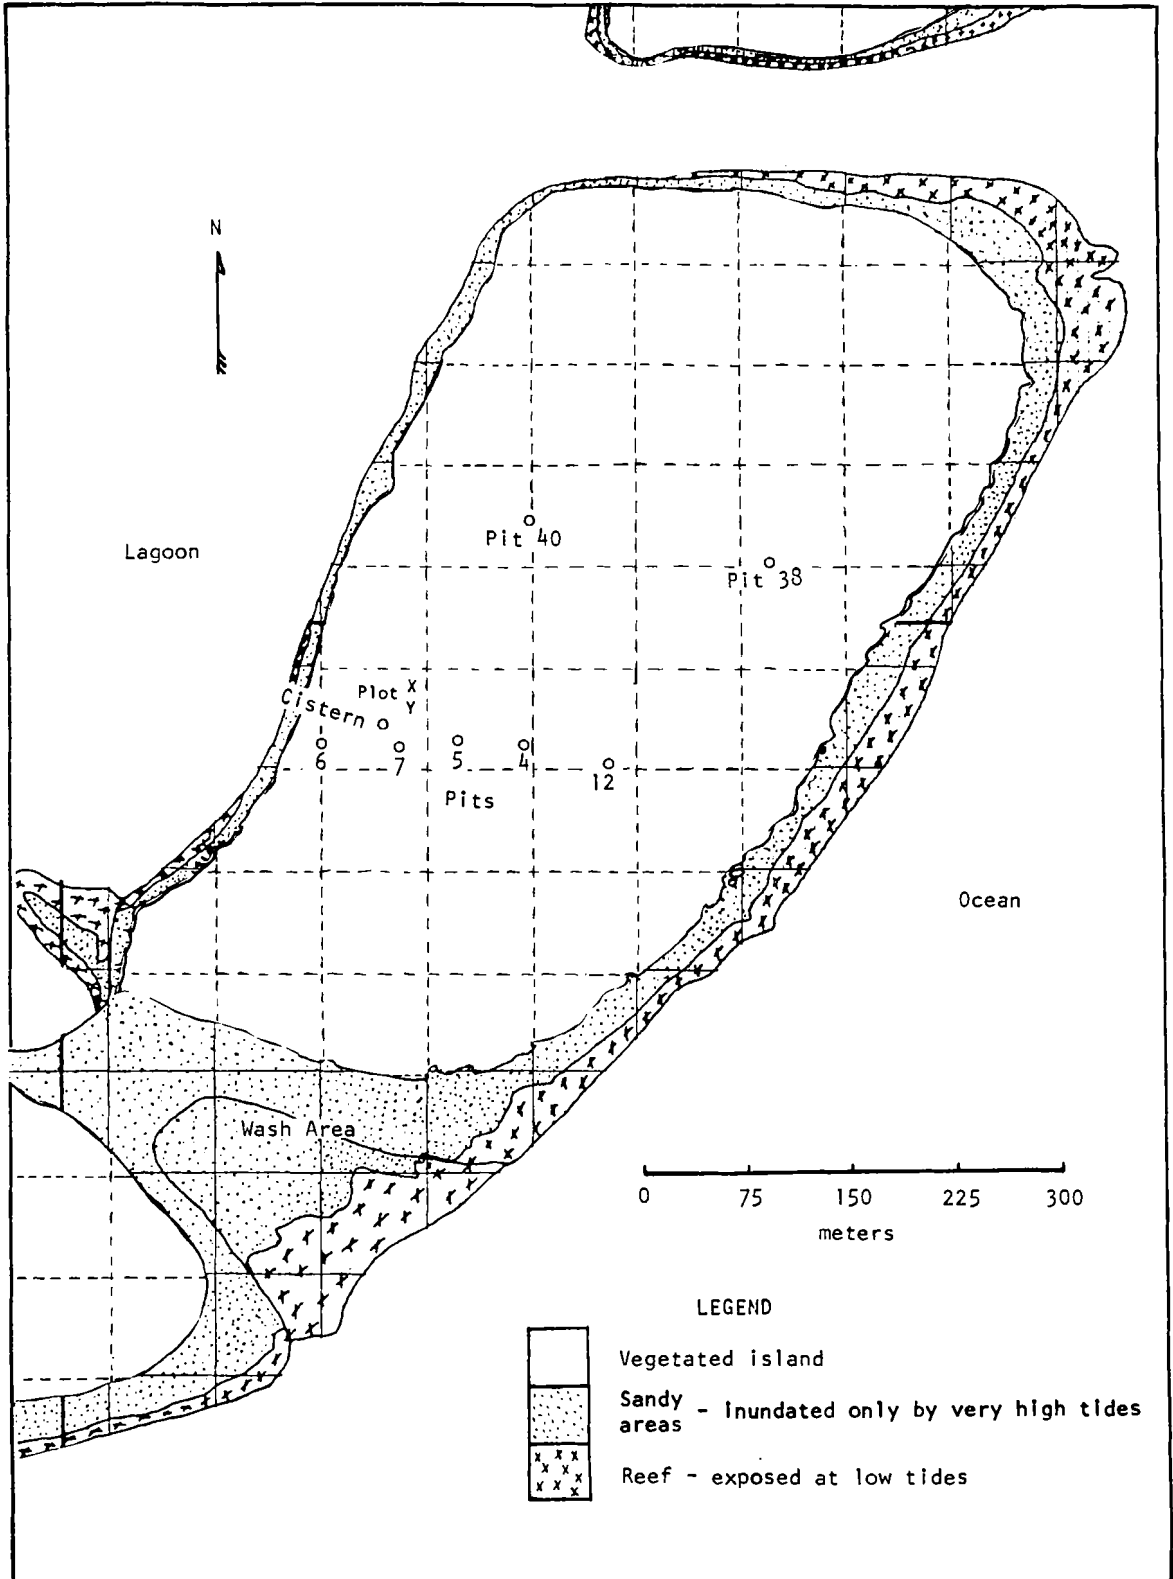 N
Lagoon
Pit 40
Pit 38
Plot X
Y
Cistern
6
7
5
4
12
Pits
Ocean
Wash Area
0 75 150 225 300
meters
LEGEND
Vegetated island
Sandy
areas - inundated only by very high tides
Reef - exposed at low tides